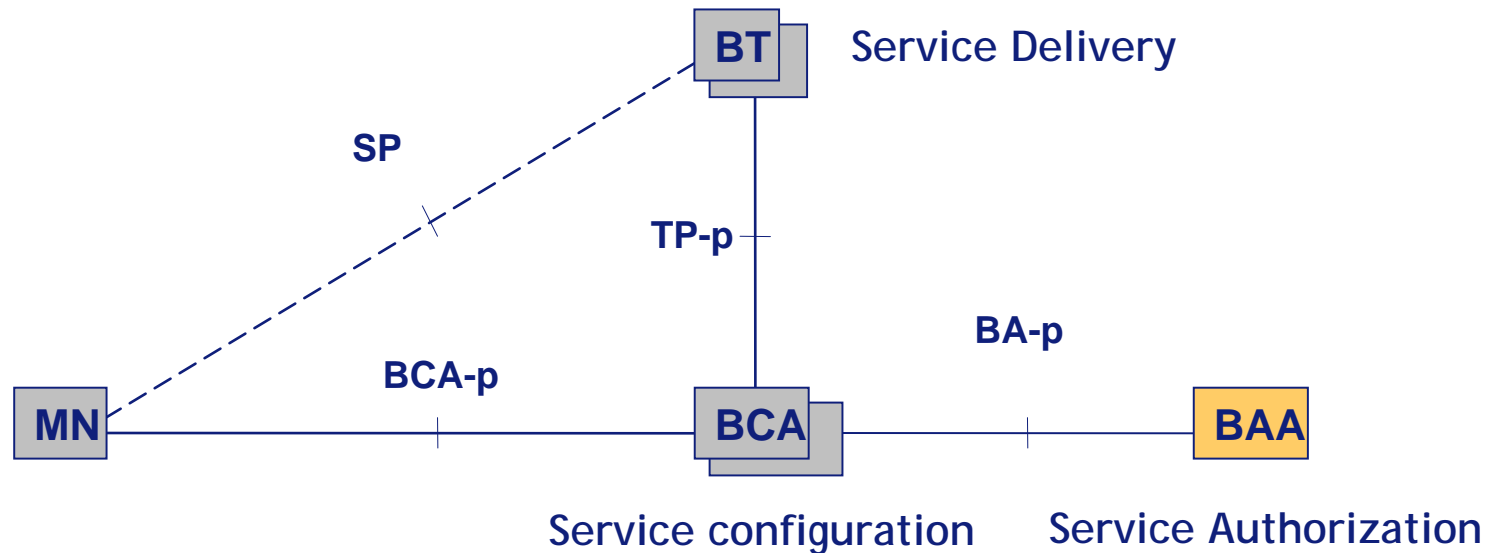 BT
Service Delivery
SP
TP-p
BA-p
BCA-p
MN
BCA
BAA
Service configuration
Service Authorization